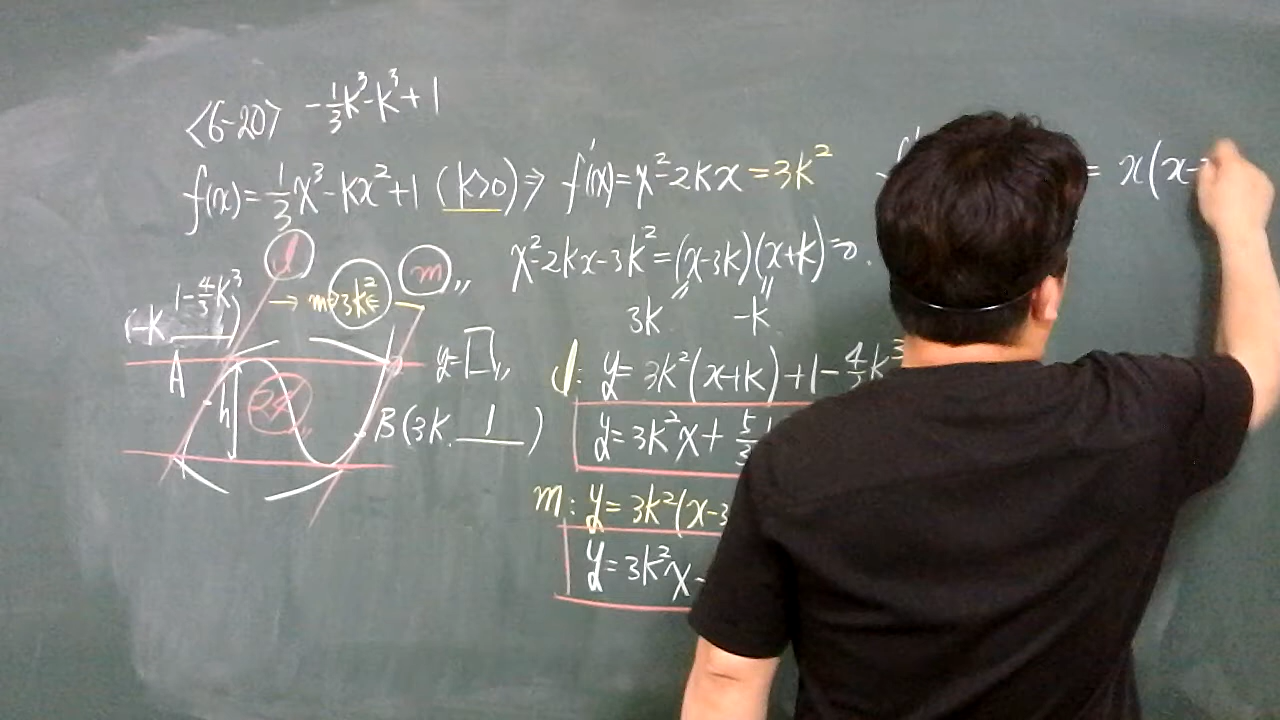 <6-20> -1/3k³-k³+1
f(x)=1/3x³-kx²+1 (k>0) ⇒ f'(x)=x²-2kx=3k²
= x(x-
x²-2kx-3k²=(x-3k)(x+k)=0.
3k -k
l
m
→ m=3k²
(-k, 1-4/3k³)
A
h
24
y=□
B(3k, 1)
l: y=3k²(x+k)+1-4/3k³
y=3k²x+5/3
m: y=3k²(x-3
y=3k²x-